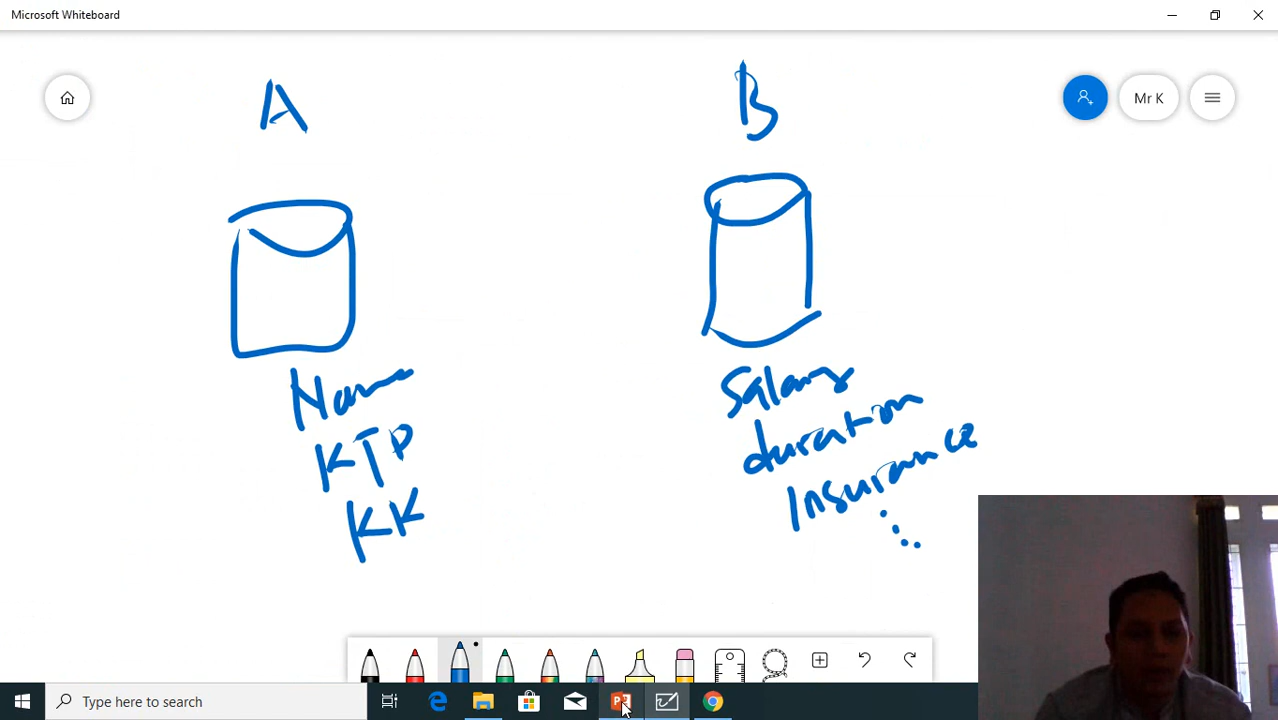 Microsoft Whiteboard
Mr K
A
B
Name
KTP
KK
Salary
duration
Insurance
Type here to search